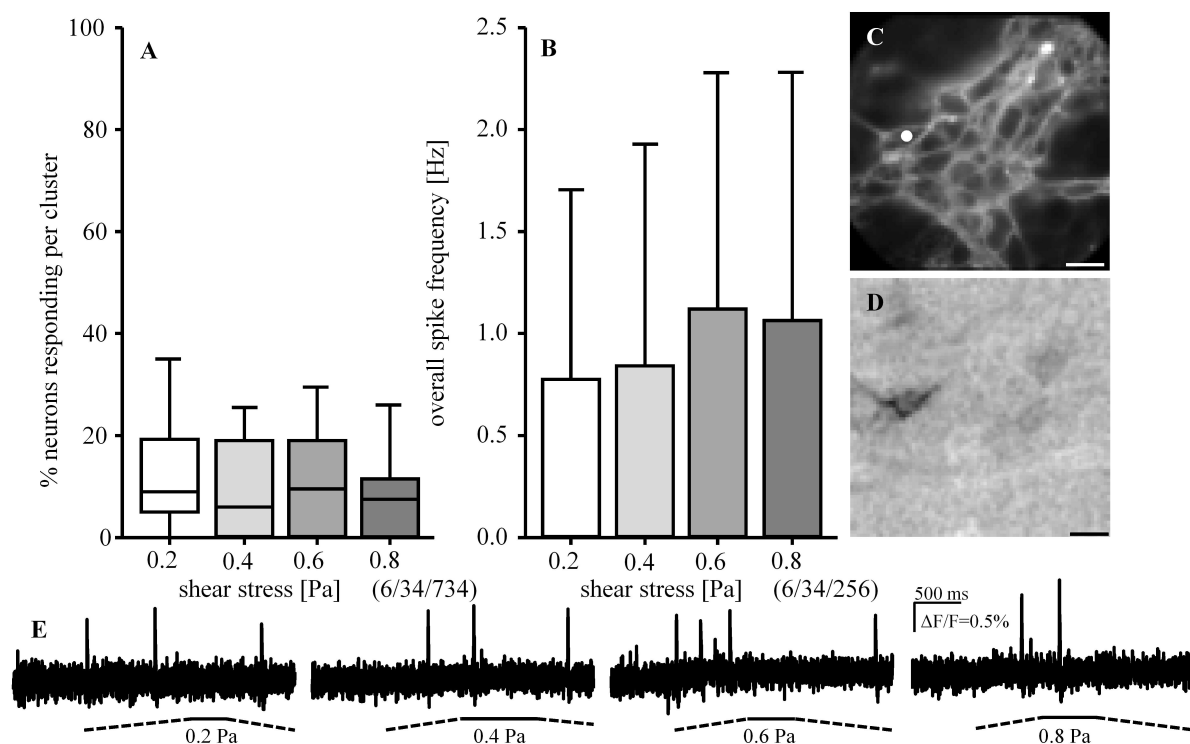 A
% neurons responding per cluster
100
80
60
40
20
0
0.2
0.4
0.6
0.8
shear stress [Pa]
(6/34/734)
B
overall spike frequency [Hz]
2.5
2.0
1.5
1.0
0.5
0.0
0.2
0.4
0.6
0.8
shear stress [Pa]
(6/34/256)
C
D
E
500 ms
ΔF/F=0.5%
0.2 Pa
0.4 Pa
0.6 Pa
0.8 Pa